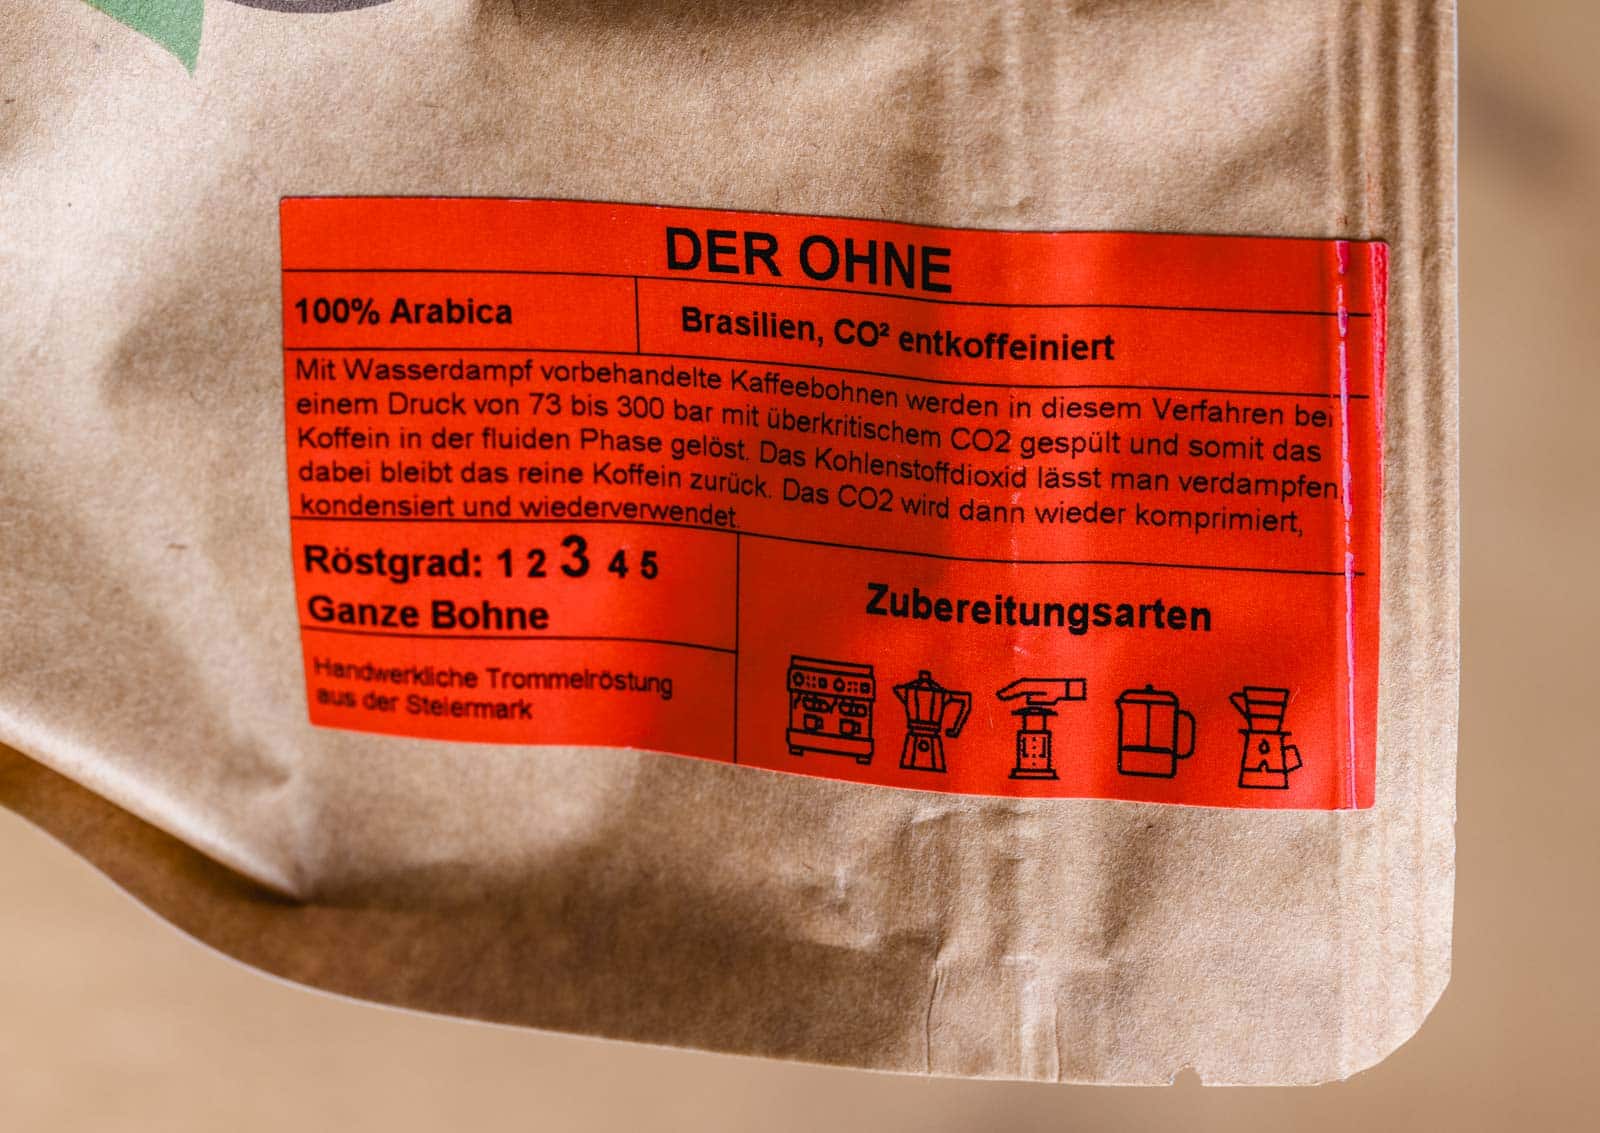 DER OHNE
100% Arabica
Brasilien, CO² entkoffeiniert
Mit Wasserdampf vorbehandelte Kaffeebohnen werden in diesem Verfahren bei
einem Druck von 73 bis 300 bar mit überkritischem CO2 gespült und somit das
Koffein in der fluiden Phase gelöst. Das Kohlenstoffdioxid lässt man verdampfen,
dabei bleibt das reine Koffein zurück. Das CO2 wird dann wieder komprimiert,
kondensiert und wiederverwendet.
Röstgrad: 1 2 3 4 5
Ganze Bohne
Handwerkliche Trommelröstung
aus der Steiermark
Zubereitungsarten